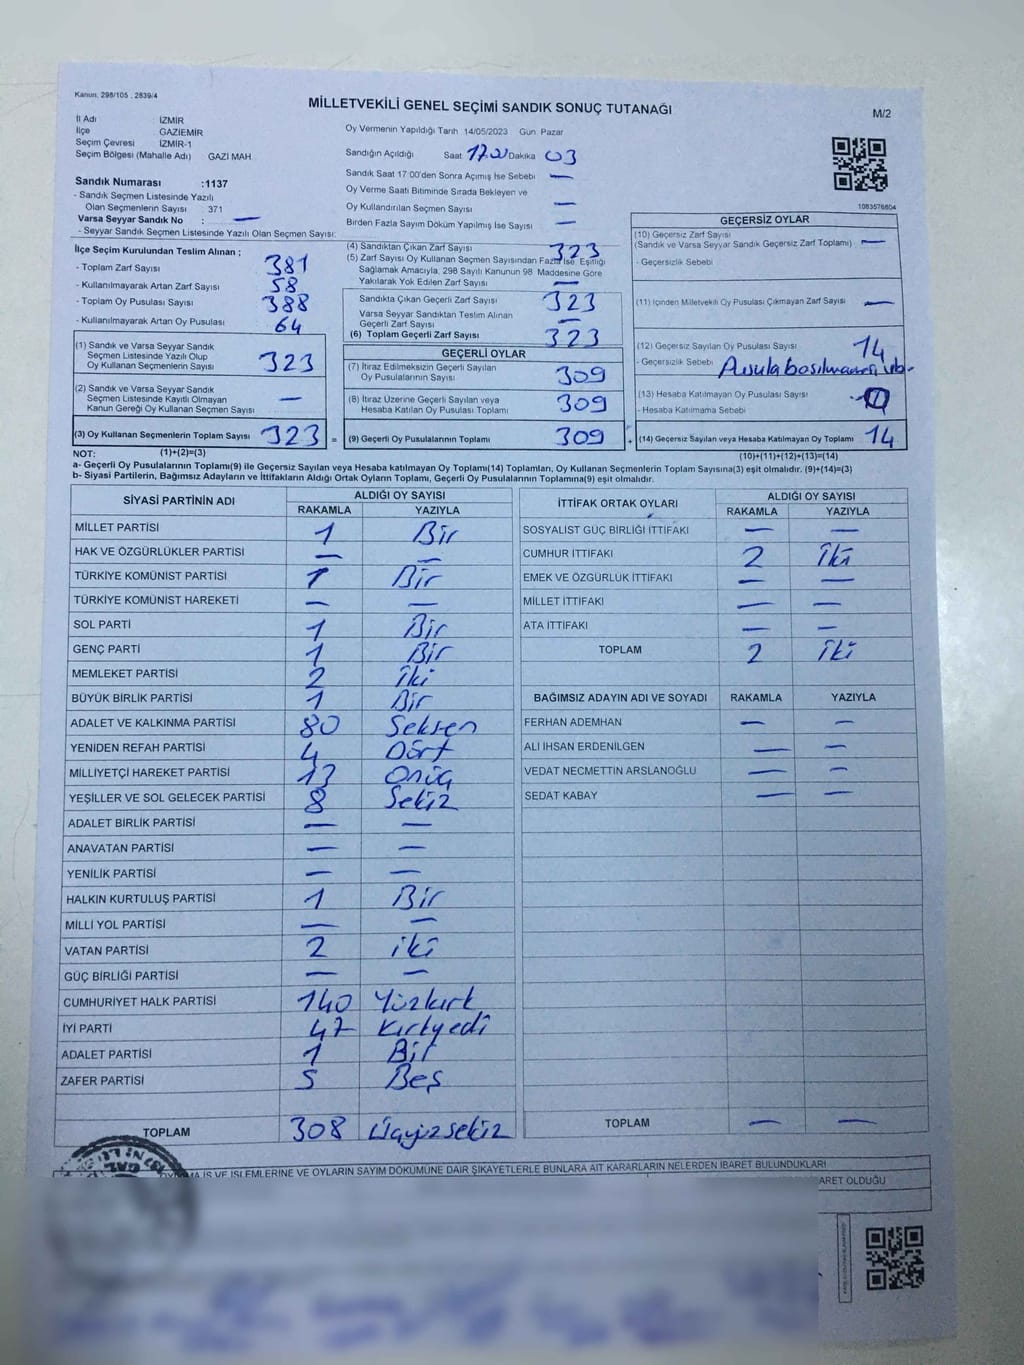 Kanun: 298/105 . 2839/4
MİLLETVEKİLİ GENEL SEÇİMİ SANDIK SONUÇ TUTANAĞI
M/2
İl Adı İZMİR
İlçe GAZİEMİR
Seçim Çevresi İZMİR-1
Seçim Bölgesi (Mahalle Adı) GAZİ MAH.
Oy Vermenin Yapıldığı Tarih 14/05/2023 Gün: Pazar
Sandığın Açıldığı Saat Dakika 03
Sandık Saat 17:00'den Sonra Açımış İse Sebebi —
Oy Verme Saati Bitiminde Sırada Bekleyen ve
Oy Kullandırılan Seçmen Sayısı —
Birden Fazla Sayım Döküm Yapılmış İse Sayısı —
Sandık Numarası :1137
- Sandık Seçmen Listesinde Yazılı
Olan Seçmenlerin Sayısı : 371
Varsa Seyyar Sandık No : —
- Seyyar Sandık Seçmen Listesinde Yazılı Olan Seçmen Sayısı:
1083576604
İlçe Seçim Kurulundan Teslim Alınan ;
- Toplam Zarf Sayısı 381
- Kullanılmayarak Artan Zarf Sayısı 58
- Toplam Oy Pusulası Sayısı 388
- Kullanılmayarak Artan Oy Pusulası 64
(1) Sandık ve Varsa Seyyar Sandık
Seçmen Listesinde Yazılı Olup
Oy Kullanan Seçmenlerin Sayısı 323
(2) Sandık ve Varsa Seyyar Sandık
Seçmen Listesinde Kayıtlı Olmayan
Kanun Gereği Oy Kullanan Seçmen Sayısı —
(3) Oy Kullanan Seçmenlerin Toplam Sayısı 323 =
(4) Sandıktan Çıkan Zarf Sayısı 323
(5) Zarf Sayısı Oy Kullanan Seçmen Sayısından Fazla İse, Eşitliği
Sağlamak Amacıyla, 298 Sayılı Kanunun 98 Maddesine Göre
Yakılarak Yok Edilen Zarf Sayısı —
Sandıkta Çıkan Geçerli Zarf Sayısı 323
Varsa Seyyar Sandıktan Teslim Alınan
Geçerli Zarf Sayısı —
(6) Toplam Geçerli Zarf Sayısı 323
GEÇERLİ OYLAR
(7) İtiraz Edilmeksizin Geçerli Sayılan
Oy Pusulalarının Sayısı 309
(8) İtiraz Üzerine Geçerli Sayılan veya
Hesaba Katılan Oy Pusulası Toplamı 309
(9) Geçerli Oy Pusulalarının Toplamı 309 +
GEÇERSİZ OYLAR
(10) Geçersiz Zarf Sayısı
(Sandık ve Varsa Seyyar Sandık Geçersiz Zarf Toplamı) —
- Geçersizlik Sebebi
(11) İçinden Milletvekili Oy Pusulası Çıkmayan Zarf Sayısı —
(12) Geçersiz Sayılan Oy Pusulası Sayısı 14
- Geçersizlik Sebebi : Pusula basılmaması vb.
(13) Hesaba Katılmayan Oy Pusulası Sayısı
- Hesaba Katılmama Sebebi
(14) Geçersiz Sayılan veya Hesaba Katılmayan Oy Toplamı 14
NOT: (1)+(2)=(3) (10)+(11)+(12)+(13)=(14)
a- Geçerli Oy Pusulalarının Toplamı(9) ile Geçersiz Sayılan veya Hesaba katılmayan Oy Toplamı(14) Toplamları, Oy Kullanan Seçmenlerin Toplam Sayısına(3) eşit olmalıdır. (9)+(14)=(3)
b- Siyasi Partilerin, Bağımsız Adayların ve İttifakların Aldığı Ortak Oyların Toplamı, Geçerli Oy Pusulalarının Toplamına(9) eşit olmalıdır.
SİYASİ PARTİNİN ADI ALDIĞI OY SAYISI
RAKAMLA YAZIYLA
MİLLET PARTİSİ 1 Bir
HAK VE ÖZGÜRLÜKLER PARTİSİ — —
TÜRKİYE KOMÜNİST PARTİSİ 1 Bir
TÜRKİYE KOMÜNİST HAREKETİ — —
SOL PARTİ 1 Bir
GENÇ PARTİ 1 Bir
MEMLEKET PARTİSİ 2 İki
BÜYÜK BİRLİK PARTİSİ 1 Bir
ADALET VE KALKINMA PARTİSİ 80 Seksen
YENİDEN REFAH PARTİSİ 4 Dört
MİLLİYETÇİ HAREKET PARTİSİ 13 Onüç
YEŞİLLER VE SOL GELECEK PARTİSİ 8 Sekiz
ADALET BİRLİK PARTİSİ — —
ANAVATAN PARTİSİ — —
YENİLİK PARTİSİ — —
HALKIN KURTULUŞ PARTİSİ 1 Bir
MİLLİ YOL PARTİSİ — —
VATAN PARTİSİ 2 iki
GÜÇ BİRLİĞİ PARTİSİ — —
CUMHURİYET HALK PARTİSİ 140 Yüzkırk
İYİ PARTİ 47 Kırkyedi
ADALET PARTİSİ 1 Bir
ZAFER PARTİSİ 5 Beş
TOPLAM 308 Üçyüzsekiz
İTTİFAK ORTAK OYLARI ALDIĞI OY SAYISI
RAKAMLA YAZIYLA
SOSYALİST GÜÇ BİRLİĞİ İTTİFAKI — —
CUMHUR İTTİFAKI 2 İki
EMEK VE ÖZGÜRLÜK İTTİFAKI — —
MİLLET İTTİFAKI — —
ATA İTTİFAKI — —
TOPLAM 2 İki
BAĞIMSIZ ADAYIN ADI VE SOYADI RAKAMLA YAZIYLA
FERHAN ADEMHAN — —
ALİ İHSAN ERDENİLGEN — —
VEDAT NECMETTİN ARSLANOĞLU — —
SEDAT KABAY — —
TOPLAM — —
İŞ VE İŞLEMLERİNE VE OYLARIN SAYIM DÖKÜMÜNE DAİR ŞİKAYETLERLE BUNLARA AİT KARARLARIN NELERDEN İBARET BULUNDUKLARI
OLDUĞU